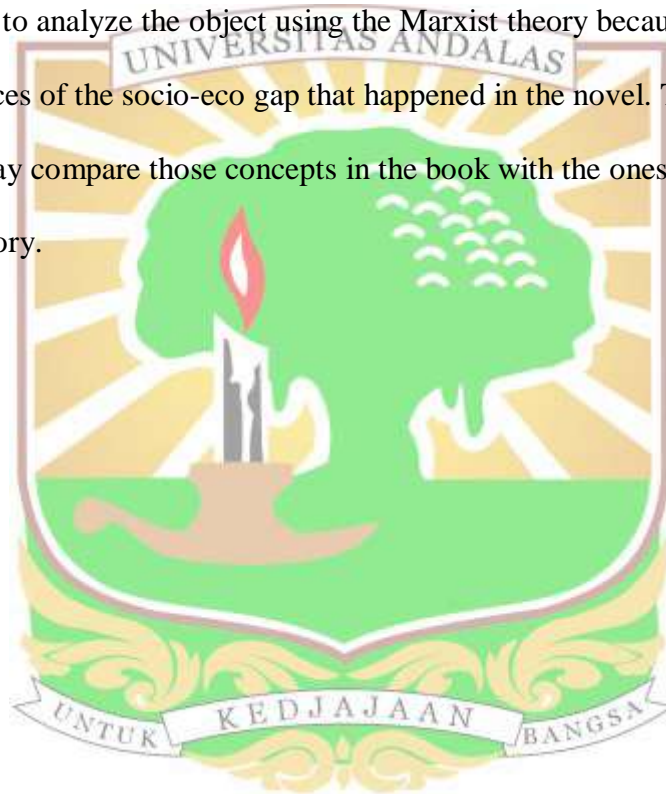 to analyze the object using the Marxist theory becau
UNIVERSITAS ANDALAS
ces of the socio-eco gap that happened in the novel. T
ay compare those concepts in the book with the ones
ory.
UNTUK KEDJAJAAN BANGSA